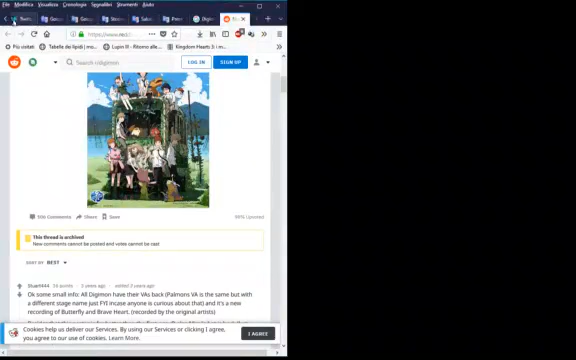 File Modifica Visualizza Cronologia Segnalibri Strumenti Aiuto
https://www.
Più visitati Tabelle dei lipidi | mo Lupin III - Ritorno alle Kingdom Hearts 3: i m
Search r/digimon
LOG IN
SIGN UP
Comments Share Save
Upvoted
This thread is archived
New comments cannot be posted and votes cannot be cast
SORT BY BEST
points · 3 years ago · edited 3 years ago
Ok some small info: All Digimon have their VAs back (Palmons VA is the same but with
a different stage name just FYI incase anyone is curious about that) and it's a new
recording of Butterfly and Brave Heart. (recorded by the original artists)
Cookies help us deliver our Services. By using our Services or clicking I agree,
you agree to our use of cookies. Learn More.
I AGREE